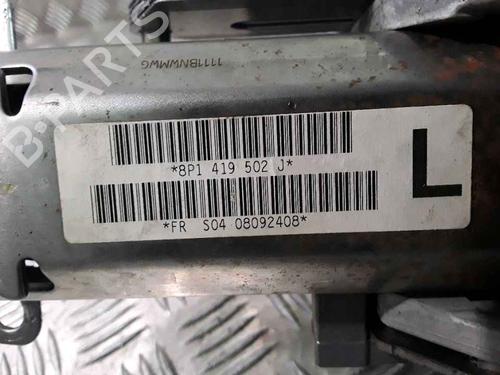 1111BNWMWG
B-PARTS
*8P1 419 502 J*
L
*FR S04 08092408*